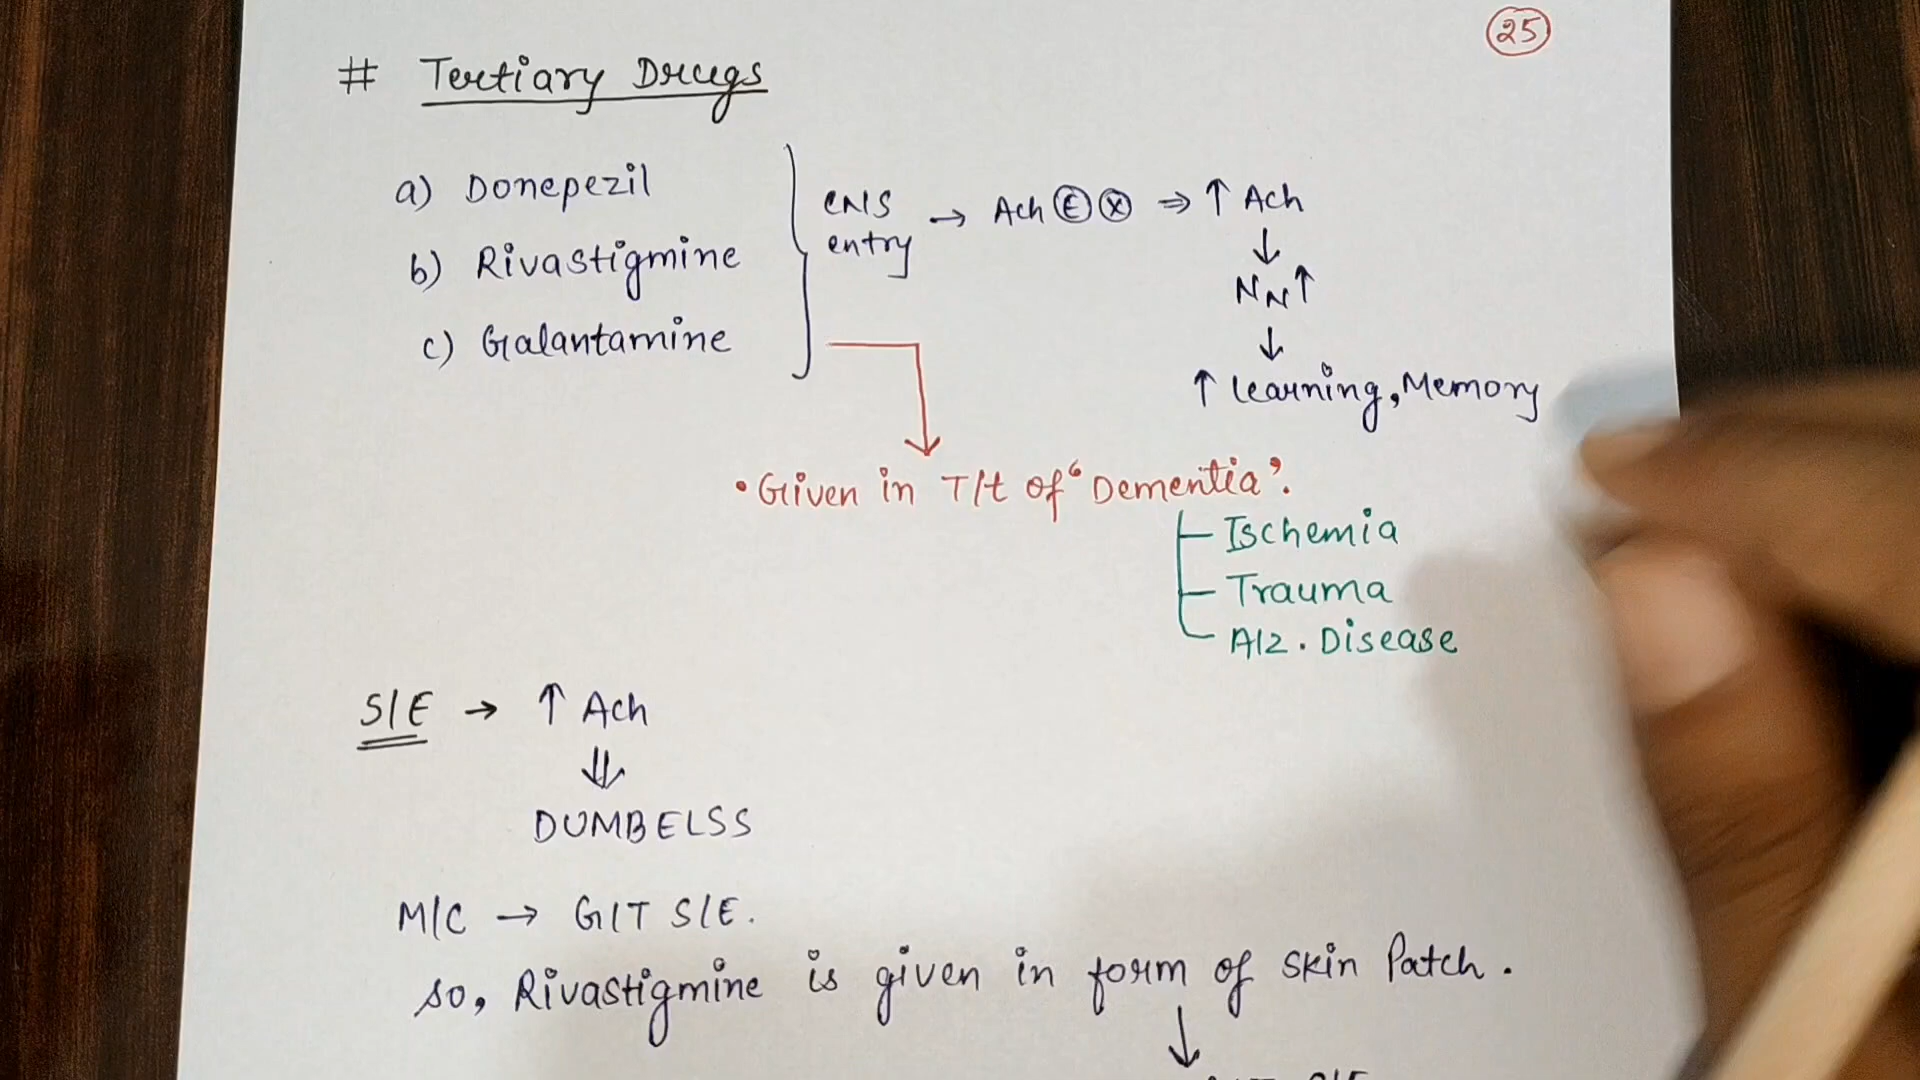 25
# Tertiary Drugs
a) Donepezil
b) Rivastigmine
c) Galantamine
CNS
entry
→ Ach Ⓔ ⓧ ⇒ ↑ Ach
↓
NN↑
↓
↑ learning, Memory
• Given in T/t of "Dementia".
Ischemia
Trauma
Alz. Disease
S/E → ↑ Ach
⇓
DUMBELSS
M/C → GIT S/E.
so, Rivastigmine is given in form of skin Patch.
↓